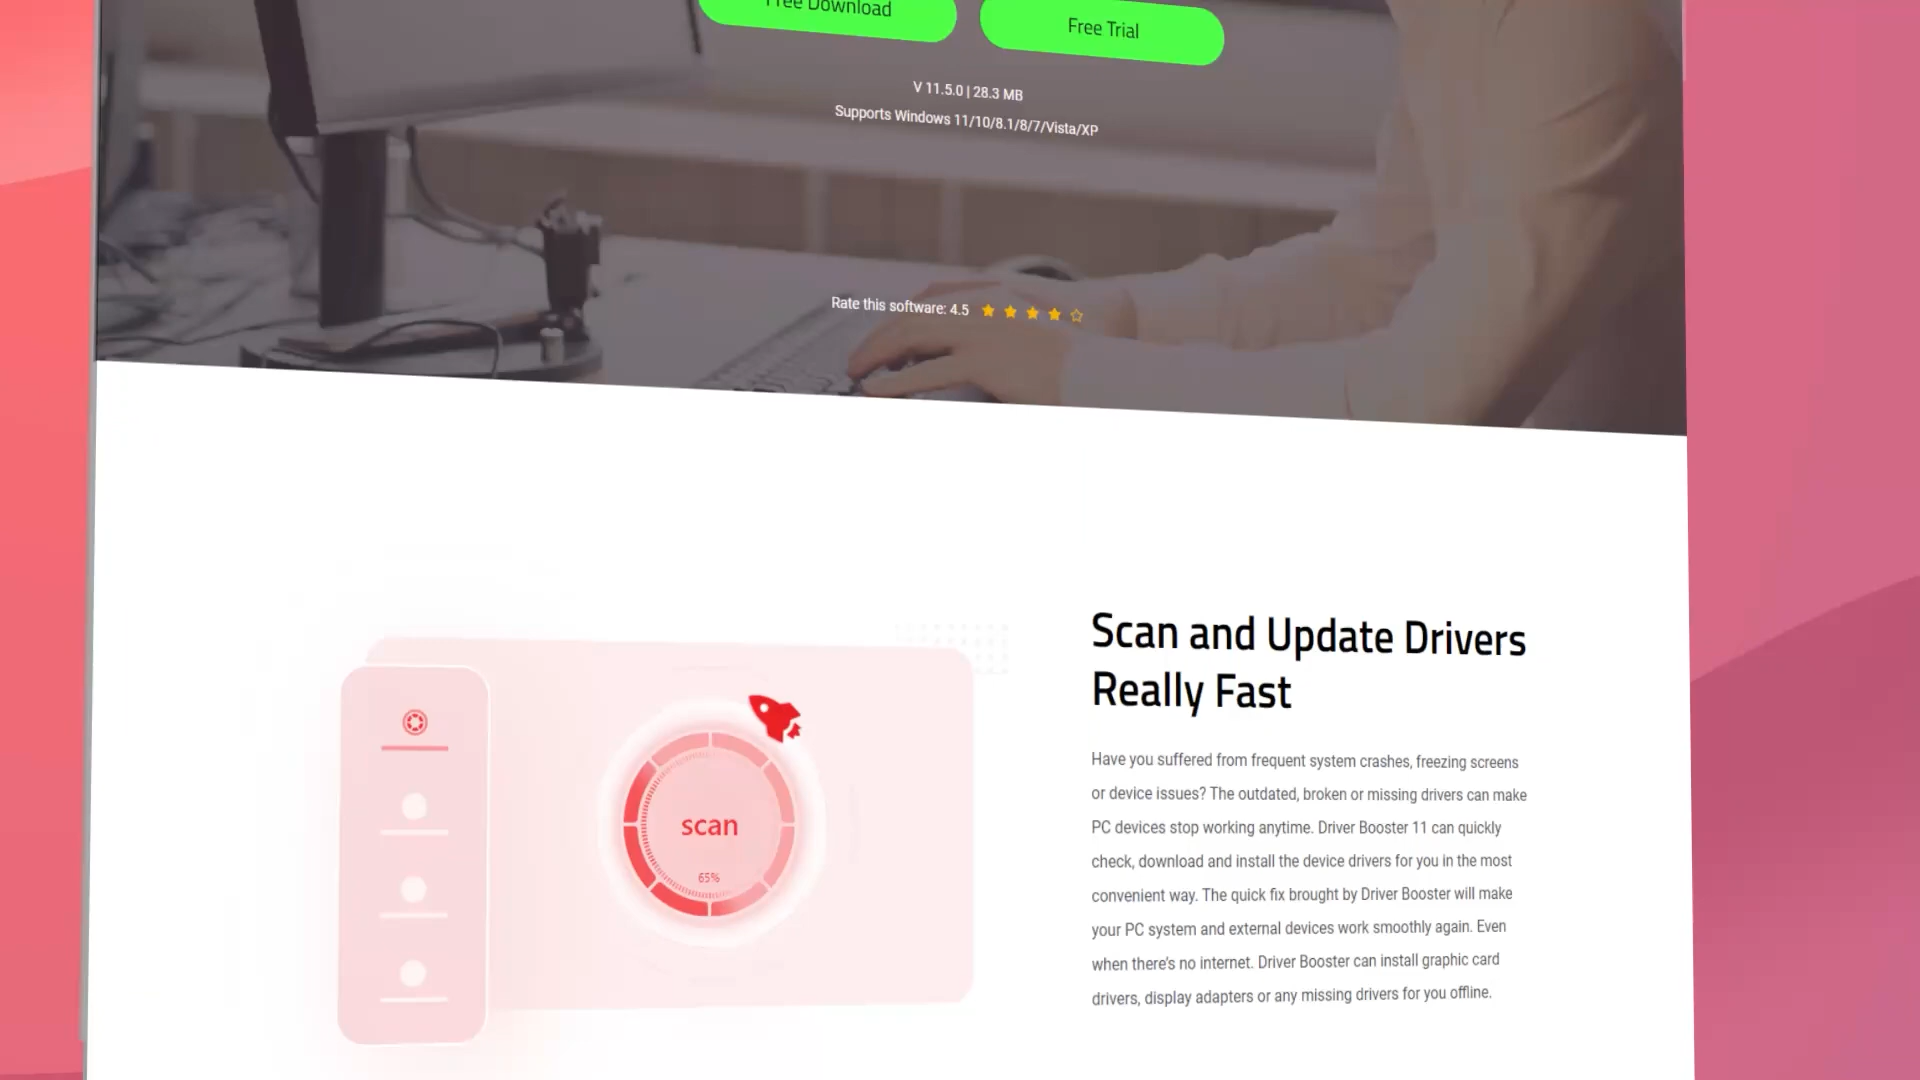 Free Download
Free Trial
V 11.5.0 | 28.3 MB
Supports Windows 11/10/8.1/8/7/Vista/XP
Rate this software: 4.5
Scan and Update Drivers
Really Fast
Have you suffered from frequent system crashes, freezing screens
or device issues? The outdated, broken or missing drivers can make
PC devices stop working anytime. Driver Booster 11 can quickly
check, download and install the device drivers for you in the most
convenient way. The quick fix brought by Driver Booster will make
your PC system and external devices work smoothly again. Even
when there's no internet. Driver Booster can install graphic card
drivers, display adapters or any missing drivers for you offline.
scan
65%